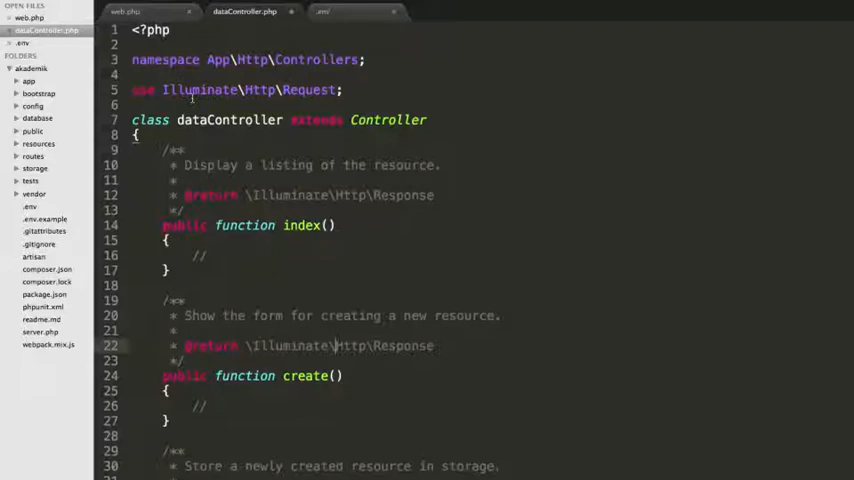 OPEN FILES
web.php
dataController.php
.env
FOLDERS
akademik
app
bootstrap
config
database
public
resources
routes
storage
tests
vendor
.env
.env.example
.gitattributes
.gitignore
artisan
composer.json
composer.lock
package.json
phpunit.xml
readme.md
server.php
webpack.mix.js
web.php × dataController.php .env ×
1 <?php
2
3 namespace App\Http\Controllers;
4
5 use Illuminate\Http\Request;
6
7 class dataController extends Controller
8 {
9 /**
10 * Display a listing of the resource.
11 *
12 * @return \Illuminate\Http\Response
13 */
14 public function index()
15 {
16 //
17 }
18
19 /**
20 * Show the form for creating a new resource.
21 *
22 * @return \Illuminate\Http\Response
23 */
24 public function create()
25 {
26 //
27 }
28
29 /**
30 * Store a newly created resource in storage.